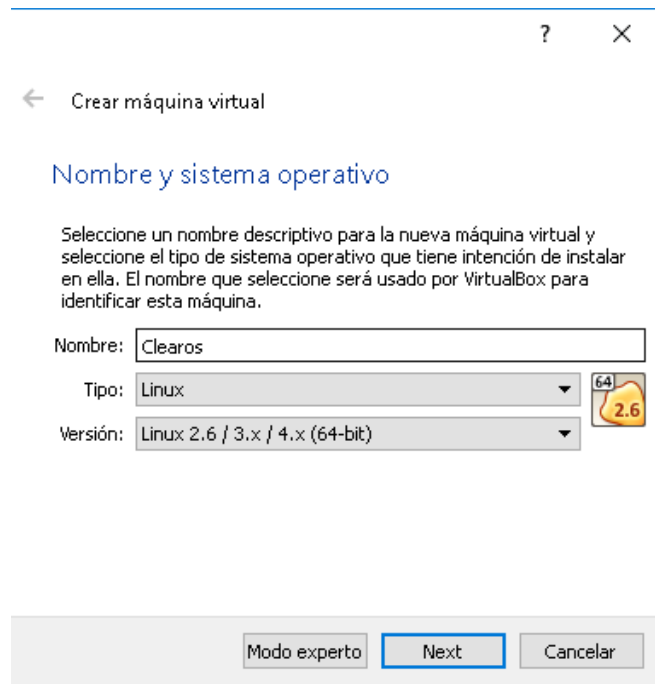 ?
Crear máquina virtual
Nombre y sistema operativo
Seleccione un nombre descriptivo para la nueva máquina virtual y
seleccione el tipo de sistema operativo que tiene intención de instalar
en ella. El nombre que seleccione será usado por VirtualBox para
identificar esta máquina.
Nombre: Clearos
Tipo: Linux
64
2.6
Versión: Linux 2.6 / 3.x / 4.x (64-bit)
Modo experto Next Cancelar